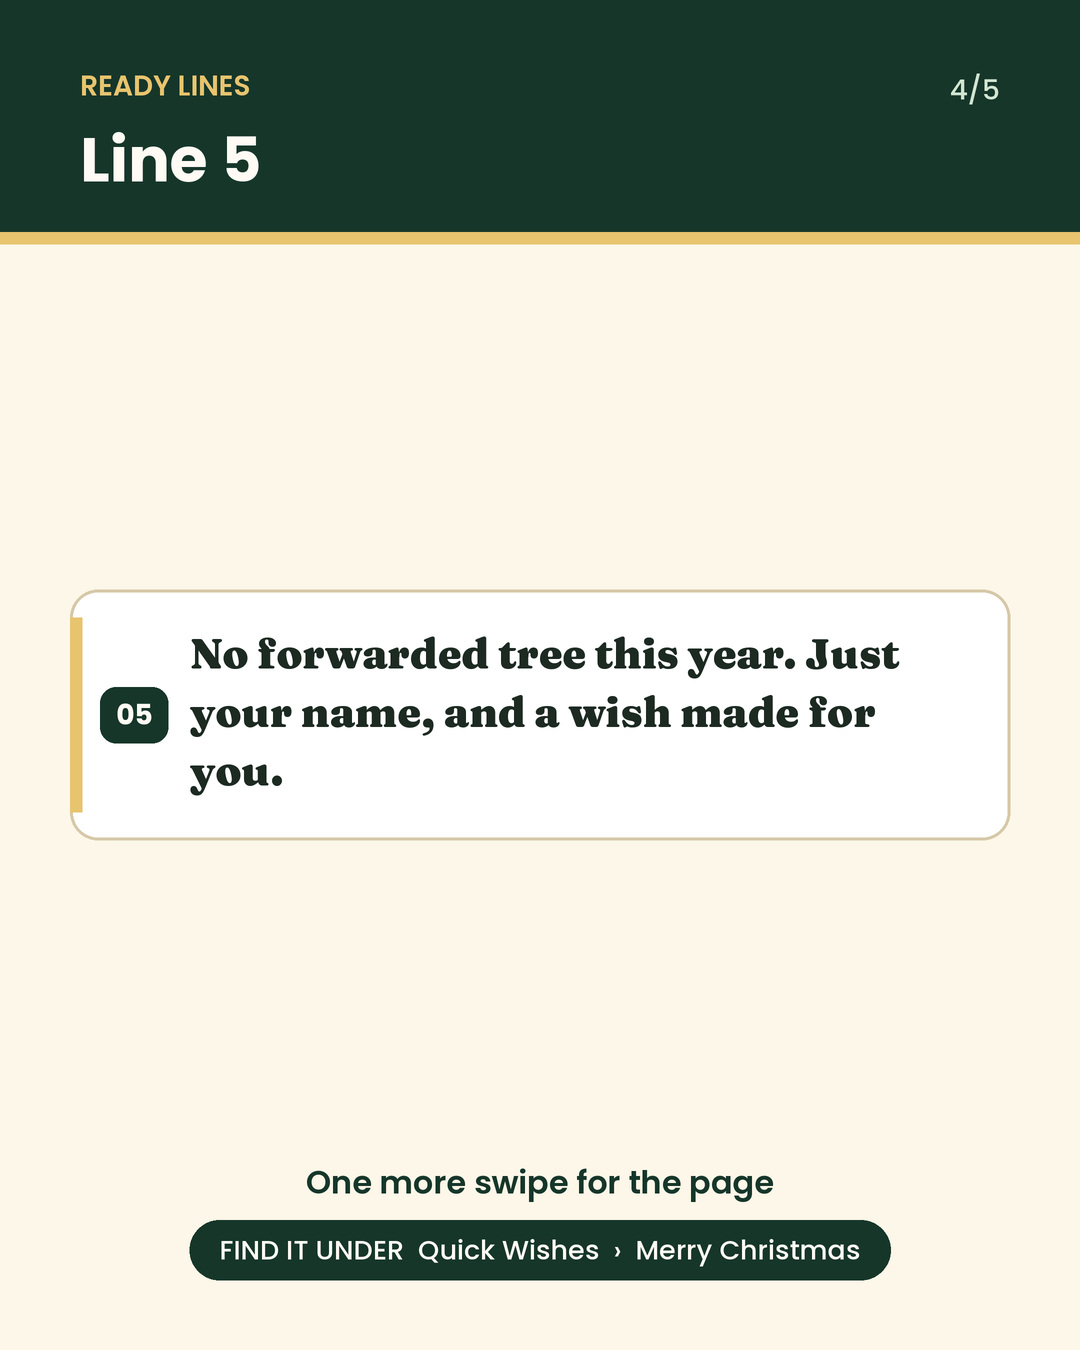 READY LINES
4/5
Line 5
05
No forwarded tree this year. Just
your name, and a wish made for
you.
One more swipe for the page
FIND IT UNDER Quick Wishes › Merry Christmas